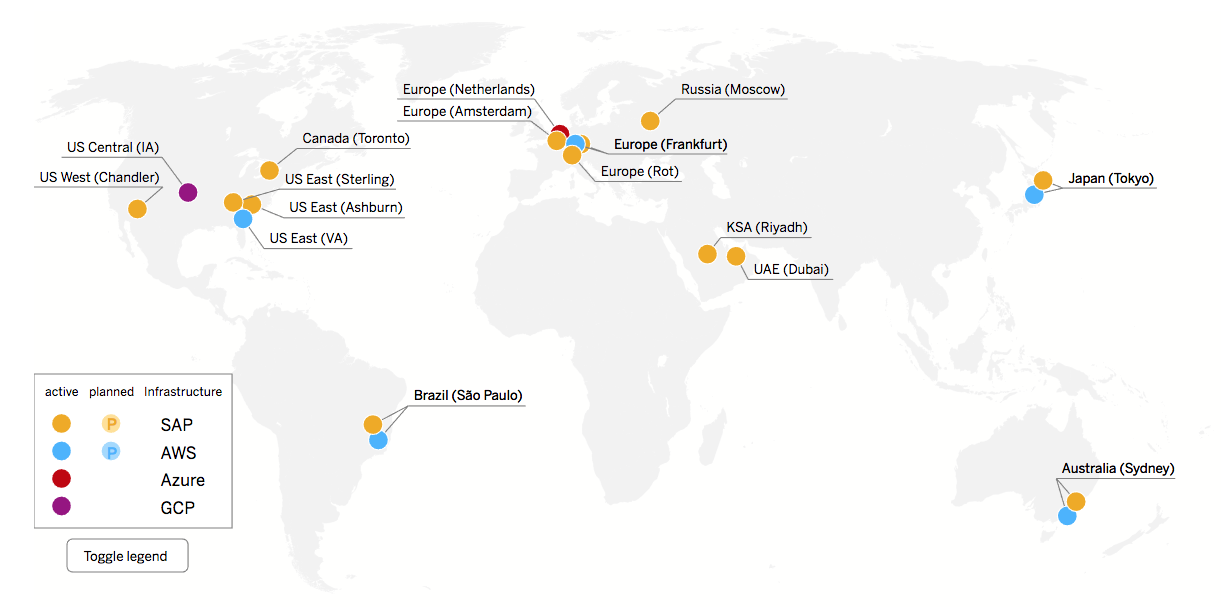 Europe (Netherlands)
Russia (Moscow)
Europe (Amsterdam)
Canada (Toronto)
Europe (Frankfurt)
US Central (IA)
US West (Chandler)
US East (Sterling)
Europe (Rot)
Japan (Tokyo)
US East (Ashburn)
KSA (Riyadh)
US East (VA)
UAE (Dubai)
active planned Infrastructure
P SAP
P AWS
Azure
GCP
Toggle legend
Brazil (São Paulo)
Australia (Sydney)